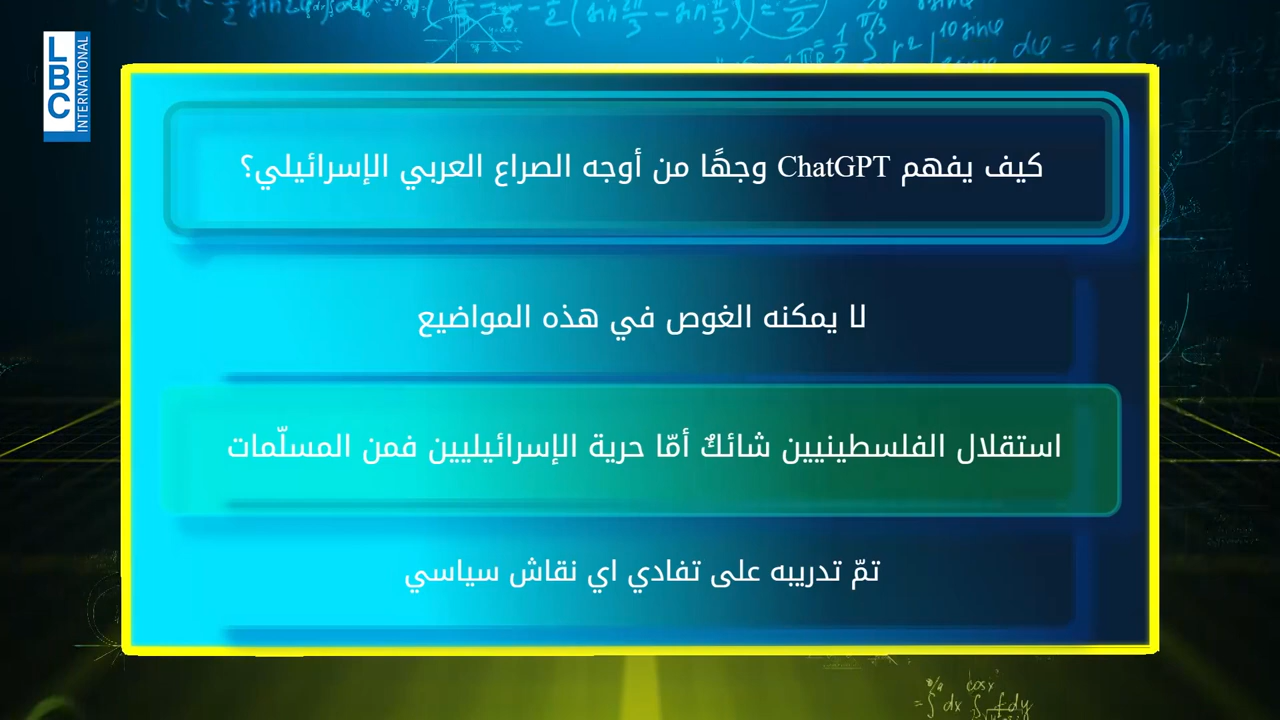 LBC
INTERNATIONAL
كيف يفهم ChatGPT وجهًا من أوجه الصراع العربي الإسرائيلي؟
لا يمكنه الغوص في هذه المواضيع
استقلال الفلسطينيين شائكٌ أمّا حرية الإسرائيليين فمن المسلّمات
تمّ تدريبه على تفادي اي نقاش سياسي